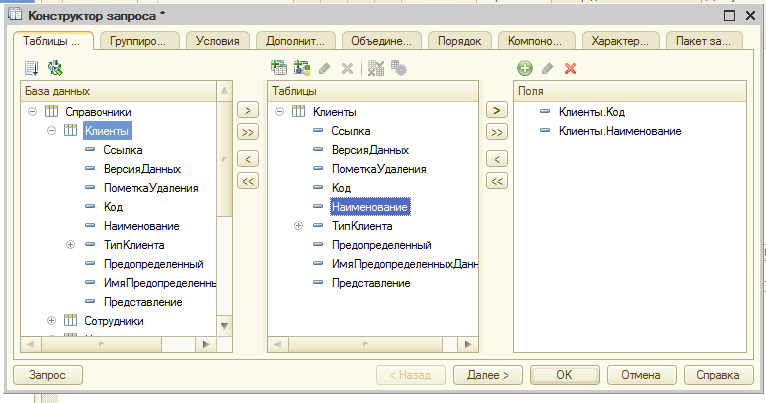 Конструктор запроса *
Таблицы ...
Группиро...
Условия
Дополнит...
Объедине...
Порядок
Компоно...
Характер...
Пакет за...
База данных
Справочники
Клиенты
Ссылка
ВерсияДанных
ПометкаУдаления
Код
Наименование
ТипКлиента
Предопределенный
ИмяПредопределенны
Представление
Сотрудники
>
>>
<
<<
Таблицы
Клиенты
Ссылка
ВерсияДанных
ПометкаУдаления
Код
Наименование
ТипКлиента
Предопределенный
ИмяПредопределенныхДанн
Представление
>
>>
<
<<
Поля
Клиенты.Код
Клиенты.Наименование
Запрос
< Назад
Далее >
OK
Отмена
Справка